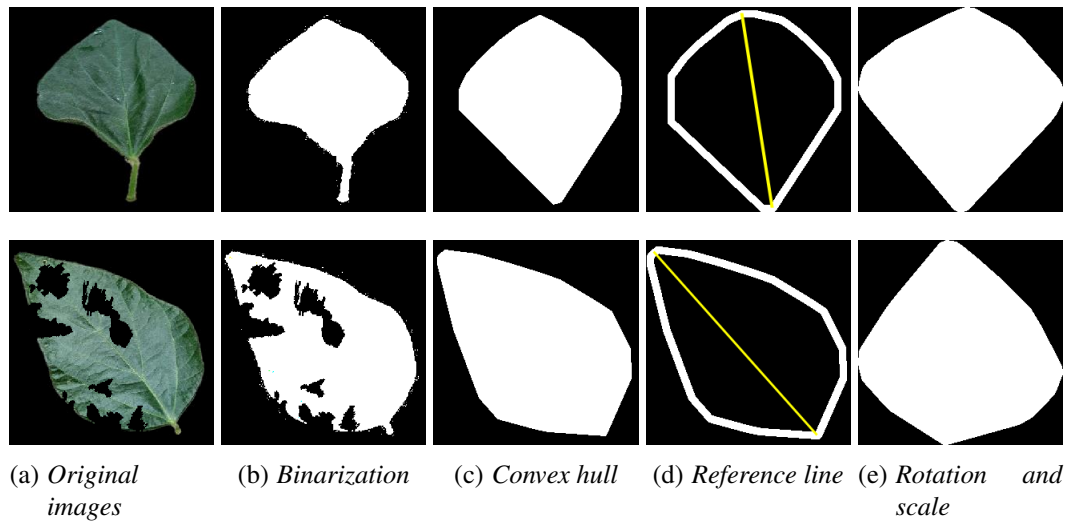 (a) Original images
(b) Binarization
(c) Convex hull
(d) Reference line
(e) Rotation and scale